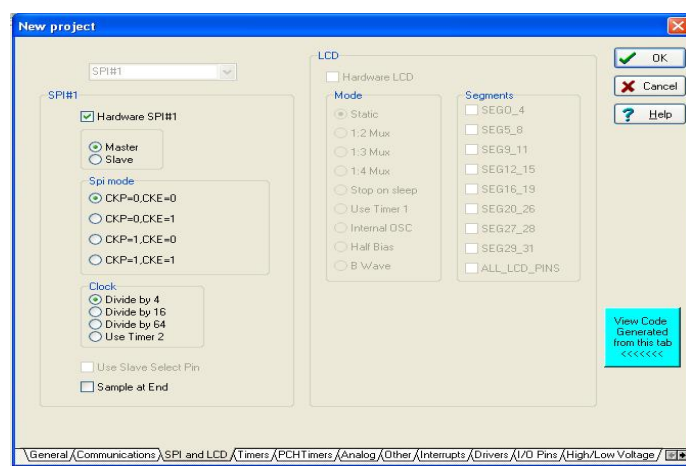 New project
SPI#1
SPI#1
Hardware SPI#1
Master
Slave
Spi mode
CKP=0,CKE=0
CKP=0,CKE=1
CKP=1,CKE=0
CKP=1,CKE=1
Clock
Divide by 4
Divide by 16
Divide by 64
Use Timer 2
Use Slave Select Pin
Sample at End
LCD
Hardware LCD
Mode
Static
1:2 Mux
1:3 Mux
1:4 Mux
Stop on sleep
Use Timer 1
Internal OSC
Half Bias
B Wave
Segments
SEG0_4
SEG5_8
SEG9_11
SEG12_15
SEG16_19
SEG20_26
SEG27_28
SEG29_31
ALL_LCD_PINS
OK
Cancel
Help
View Code
Generated
from this tab
<<<<<<<
General Communications SPI and LCD Timers PCHTimers Analog Other Interrupts Drivers I/O Pins High/Low Voltage